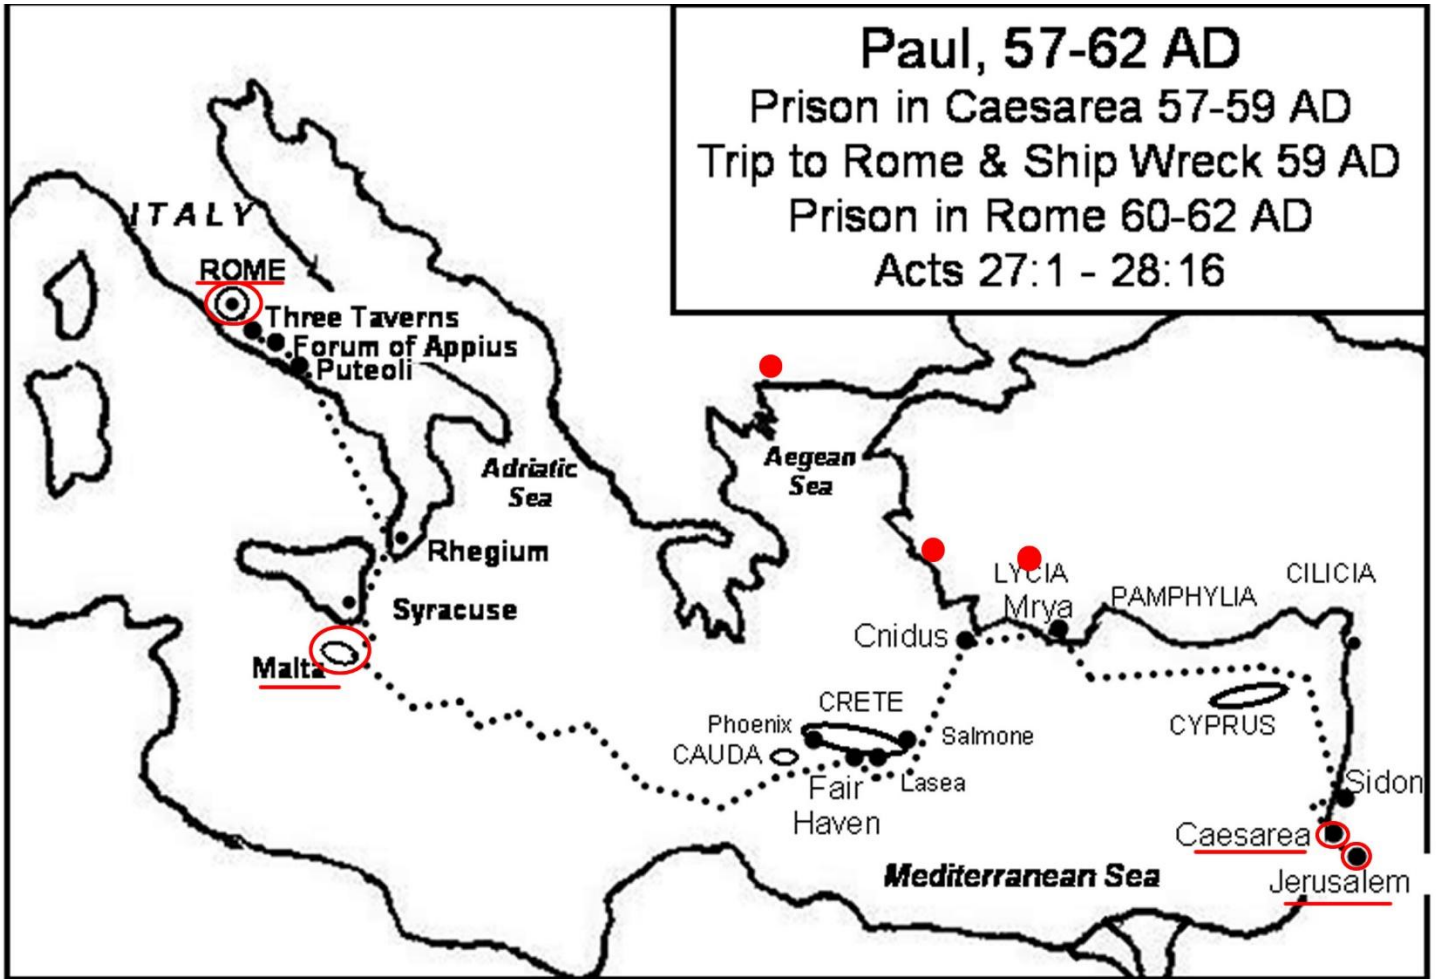 Paul, 57-62 AD
Prison in Caesarea 57-59 AD
Trip to Rome & Ship Wreck 59 AD
Prison in Rome 60-62 AD
Acts 27:1 - 28:16
ITALY
ROME
Three Taverns
Forum of Appius
Puteoli
Adriatic
Sea
Aegean
Sea
Rhegium
Syracuse
Malta
LYCIA
Mrya
PAMPHYLIA
CILICIA
Cnidus
CRETE
Phoenix
CAUDA
Salmone
Fair
Haven
Lasea
CYPRUS
Sidon
Caesarea
Jerusalem
Mediterranean Sea